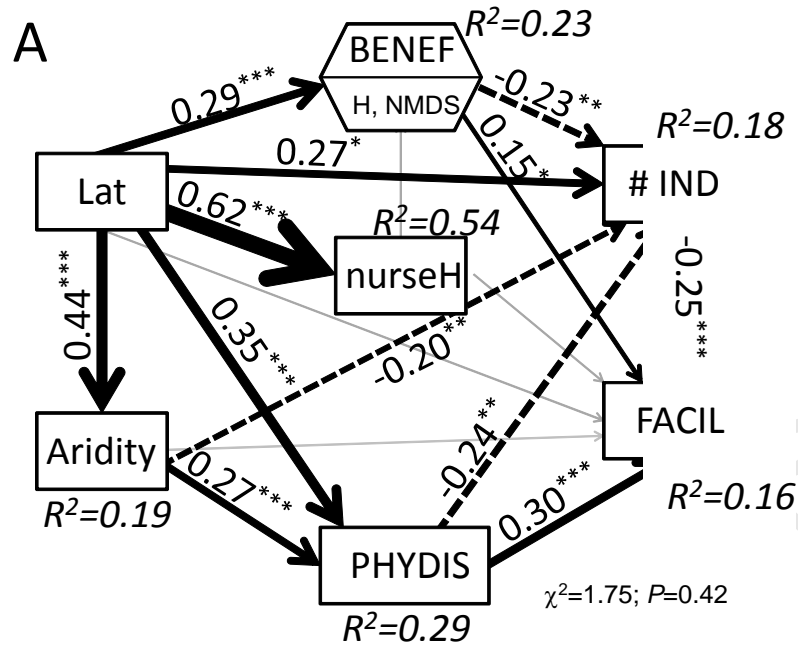 A
BENEF
H, NMDS
R²=0.23
0.29***
-0.23**
R²=0.18
0.27*
0.15*
# IND
Lat
0.62***
R²=0.54
nurseH
0.44***
0.35***
-0.20**
-0.25***
FACIL
Aridity
-0.24**
R²=0.19
0.27***
0.30***
R²=0.16
PHYDIS
χ²=1.75; P=0.42
R²=0.29